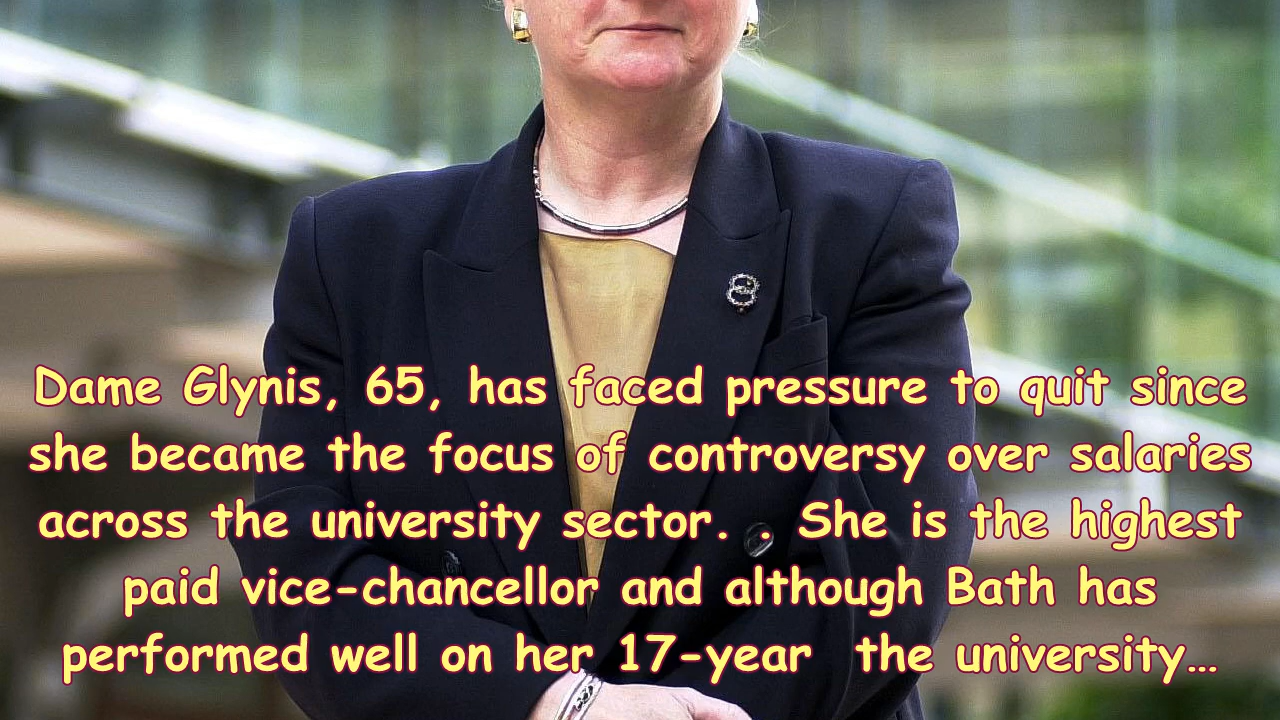 Dame Glynis, 65, has faced pressure to quit since
she became the focus of controversy over salaries
across the university sector. . She is the highest
paid vice-chancellor and although Bath has
performed well on her 17-year  the university...